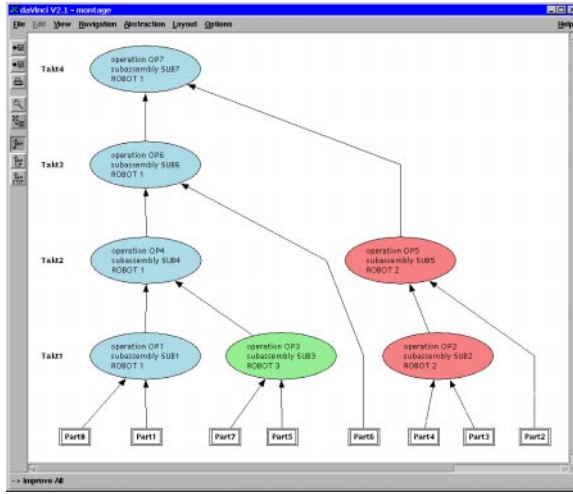 daVinci V2.1 - montage
File Edit View Navigation Abstraction Layout Options Help
Takt4
operation OP7
subassembly SUB7
ROBOT 1
Takt3
operation OP6
subassembly SUB6
ROBOT 1
Takt2
operation OP4
subassembly SUB4
ROBOT 1
operation OP5
subassembly SUB5
ROBOT 2
Takt1
operation OP1
subassembly SUB1
ROBOT 1
operation OP3
subassembly SUB3
ROBOT 3
operation OP2
subassembly SUB2
ROBOT 2
Part8 Part1 Part7 Part5 Part6 Part4 Part3 Part2
-> Improve All